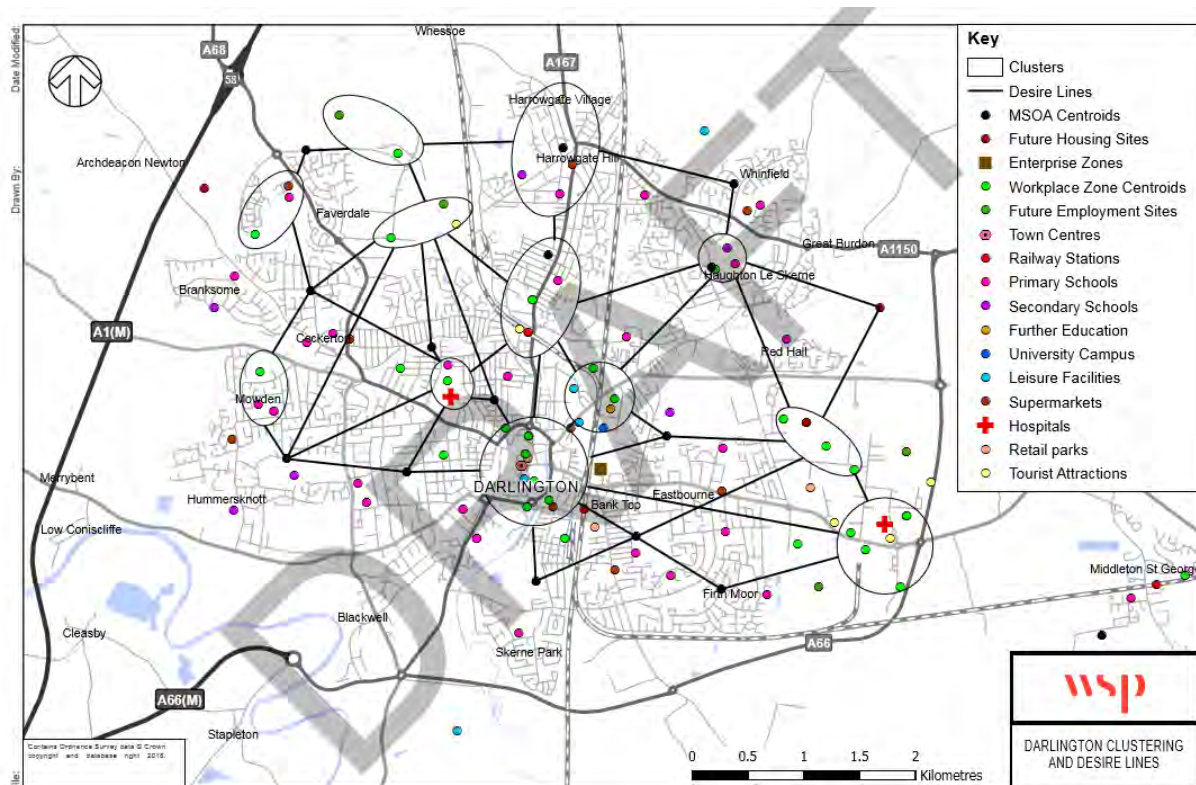 Date Modified:
Drawn By:
File:
Whessoe
A68
58
A167
Harrowgate Village
Harrowgate Hill
Archdeacon Newton
Faverdale
Whinfield
Great Burdon
A1150
Haughton Le Skerne
Branksome
A1(M)
Cockerton
Red Hall
Mowden
Merrybent
Hummersknott
DARLINGTON
Eastbourne
Bank Top
Low Coniscliffe
Middleton St George
Firth Moor
Blackwell
Cleasby
Skerne Park
A66
A66(M)
Stapleton
DRAFT
Key
Clusters
Desire Lines
MSOA Centroids
Future Housing Sites
Enterprise Zones
Workplace Zone Centroids
Future Employment Sites
Town Centres
Railway Stations
Primary Schools
Secondary Schools
Further Education
University Campus
Leisure Facilities
Supermarkets
Hospitals
Retail parks
Tourist Attractions
Contains Ordnance Survey data © Crown
copyright and database right 2018.
0 0.5 1 1.5 2
Kilometres
wsp
DARLINGTON CLUSTERING
AND DESIRE LINES